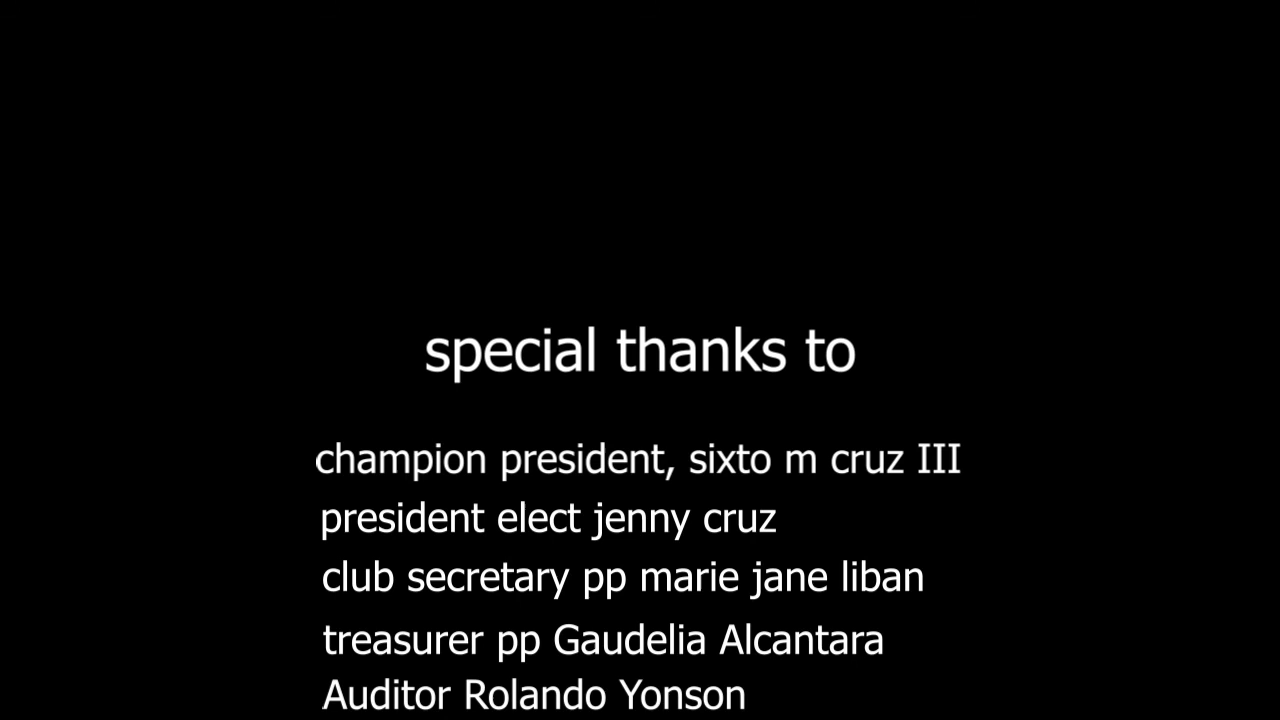 special thanks to
champion president, sixto m cruz III
president elect jenny cruz
club secretary pp marie jane liban
treasurer pp Gaudelia Alcantara
Auditor Rolando Yonson